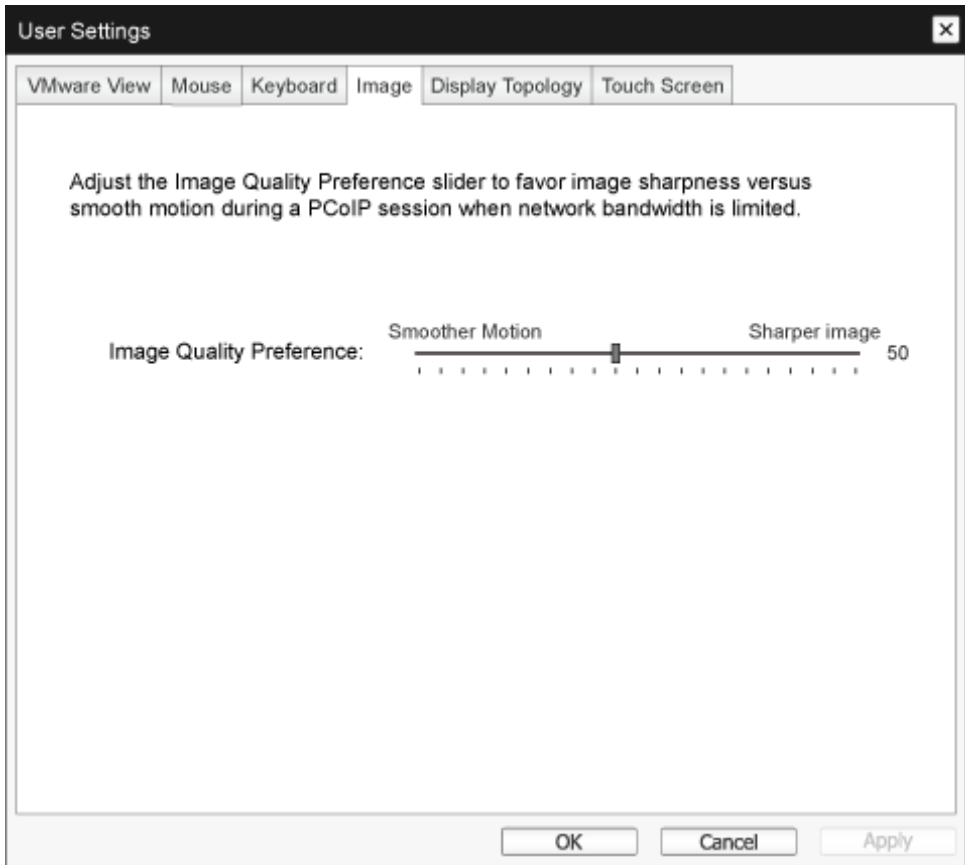 User Settings
VMware View Mouse Keyboard Image Display Topology Touch Screen
Adjust the Image Quality Preference slider to favor image sharpness versus
smooth motion during a PCoIP session when network bandwidth is limited.
Smoother Motion Sharper image
Image Quality Preference: 50
OK Cancel Apply